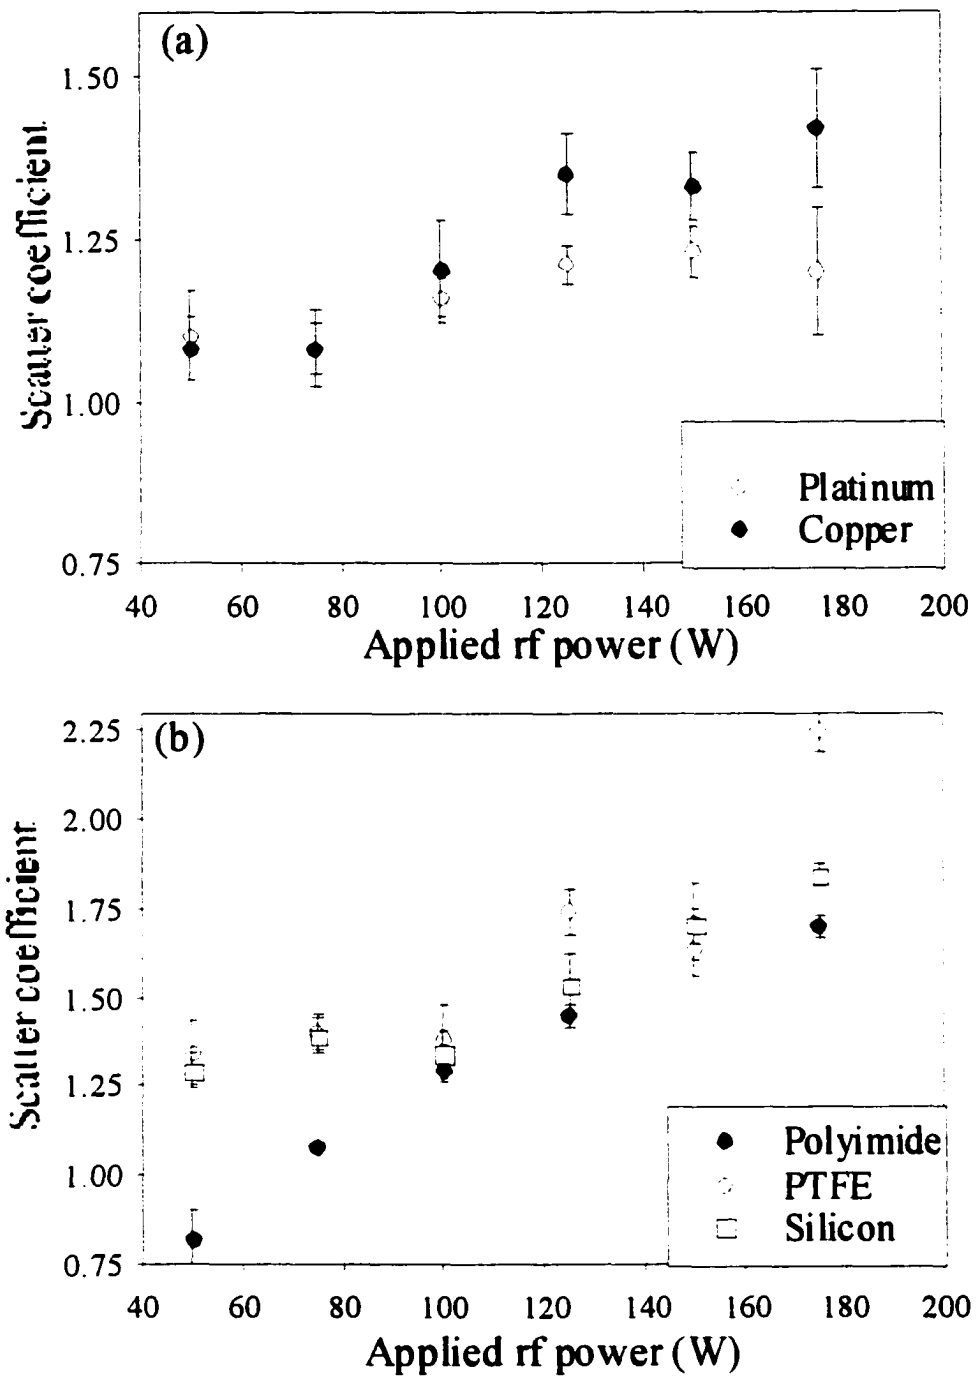 (a)
1.50
1.25
1.00
0.75
Scatter coefficient
Platinum
Copper
40 60 80 100 120 140 160 180 200
Applied rf power (W)
(b)
2.25
2.00
1.75
1.50
1.25
1.00
0.75
Scatter coefficient
Polyimide
PTFE
Silicon
40 60 80 100 120 140 160 180 200
Applied rf power (W)